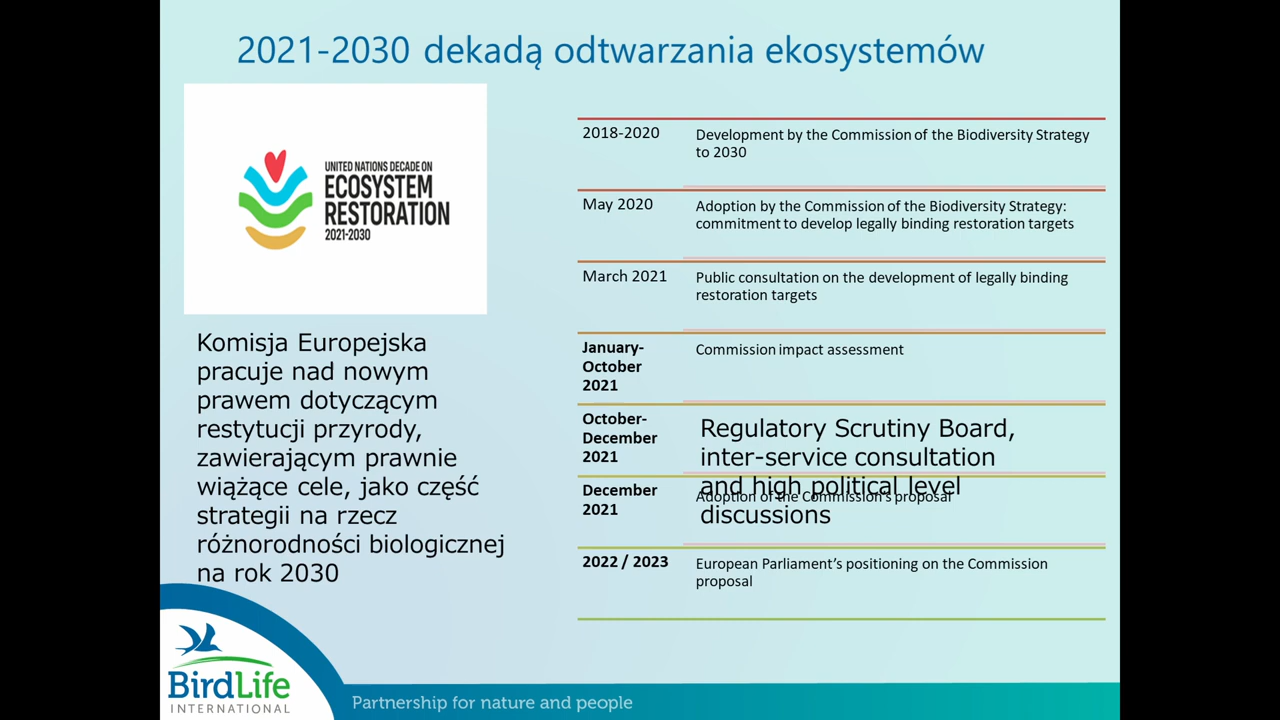 2021-2030 dekadą odtwarzania ekosystemów
UNITED NATIONS DECADE ON
ECOSYSTEM
RESTORATION
2021-2030
Komisja Europejska
pracuje nad nowym
prawem dotyczącym
restytucji przyrody,
zawierającym prawnie
wiążące cele, jako część
strategii na rzecz
różnorodności biologicznej
na rok 2030
2018-2020
Development by the Commission of the Biodiversity Strategy
to 2030
May 2020
Adoption by the Commission of the Biodiversity Strategy:
commitment to develop legally binding restoration targets
March 2021
Public consultation on the development of legally binding
restoration targets
January-
October
2021
Commission impact assessment
October-
December
2021
Regulatory Scrutiny Board,
inter-service consultation
and high political level
discussions
December
2021
Adoption of the Commission's proposal
2022 / 2023
European Parliament's positioning on the Commission
proposal
BirdLife
INTERNATIONAL
Partnership for nature and people